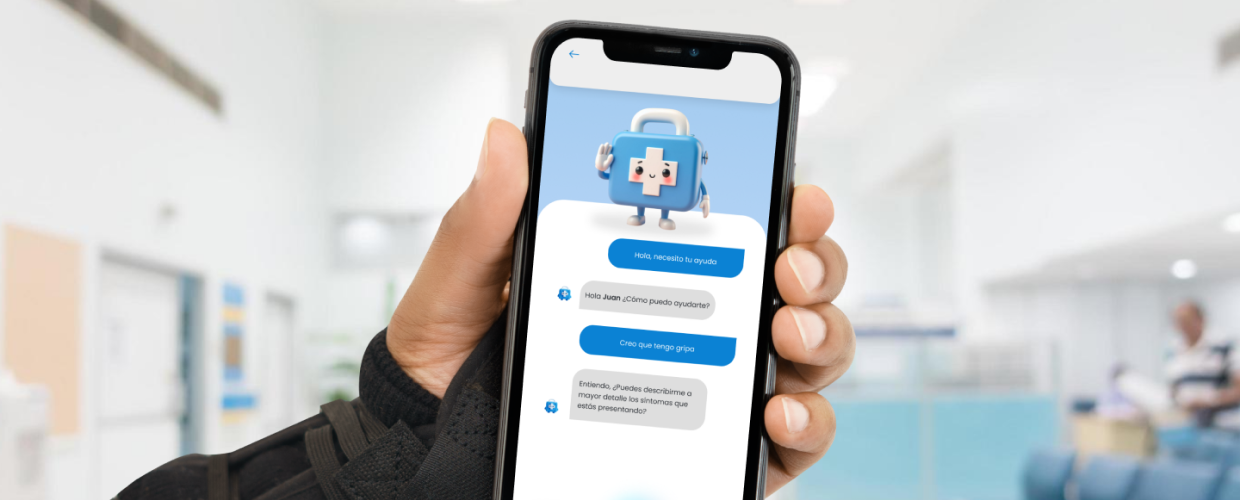 Hola, necesito tu ayuda
Hola Juan ¿Cómo puedo ayudarte?
Creo que tengo gripa
Entiendo, ¿Puedes describirme a
mayor detalle los síntomas que
estás presentando?